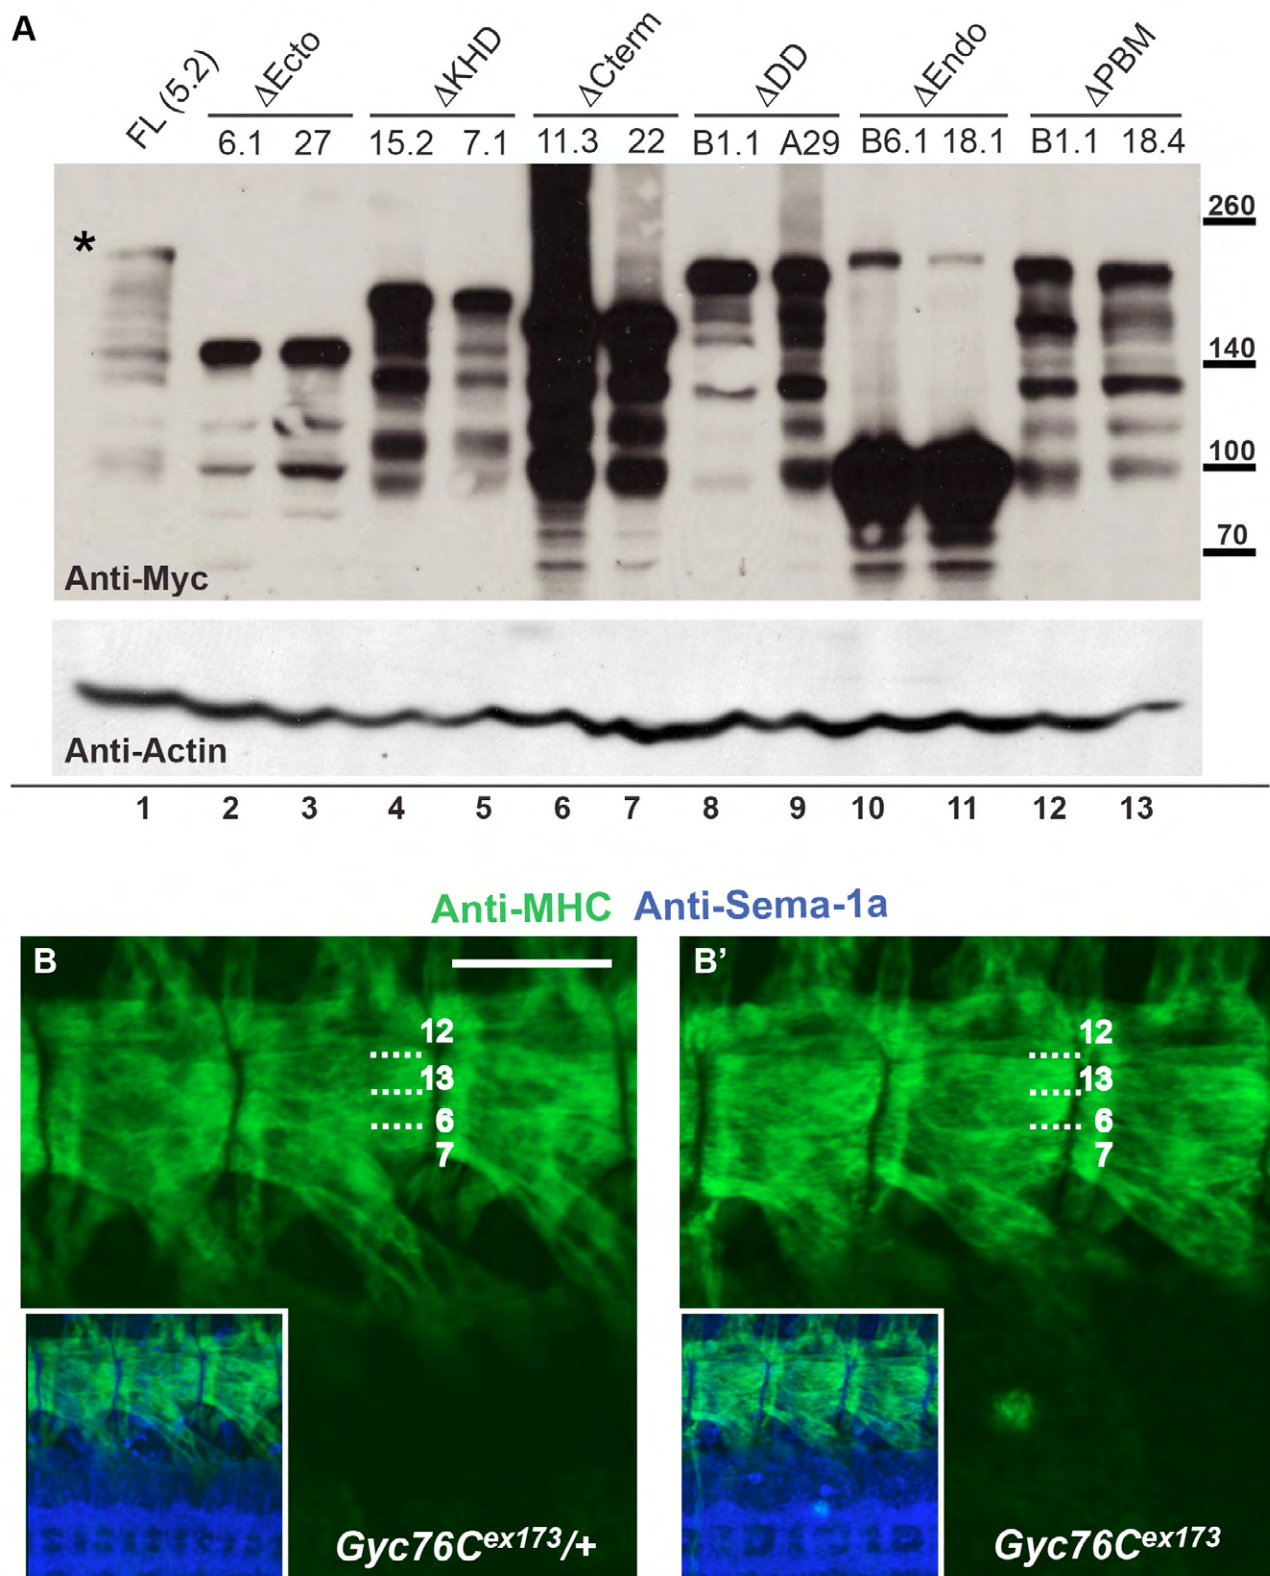 A
FL (5.2) ΔEcto ΔKHD ΔCterm ΔDD ΔEndo ΔPBM
6.1 27 15.2 7.1 11.3 22 B1.1 A29 B6.1 18.1 B1.1 18.4
260
*
140
100
70
Anti-Myc
Anti-Actin
1 2 3 4 5 6 7 8 9 10 11 12 13
Anti-MHC Anti-Sema-1a
B
12
13
6
7
Gyc76Cex173/+
B'
12
13
6
7
Gyc76Cex173